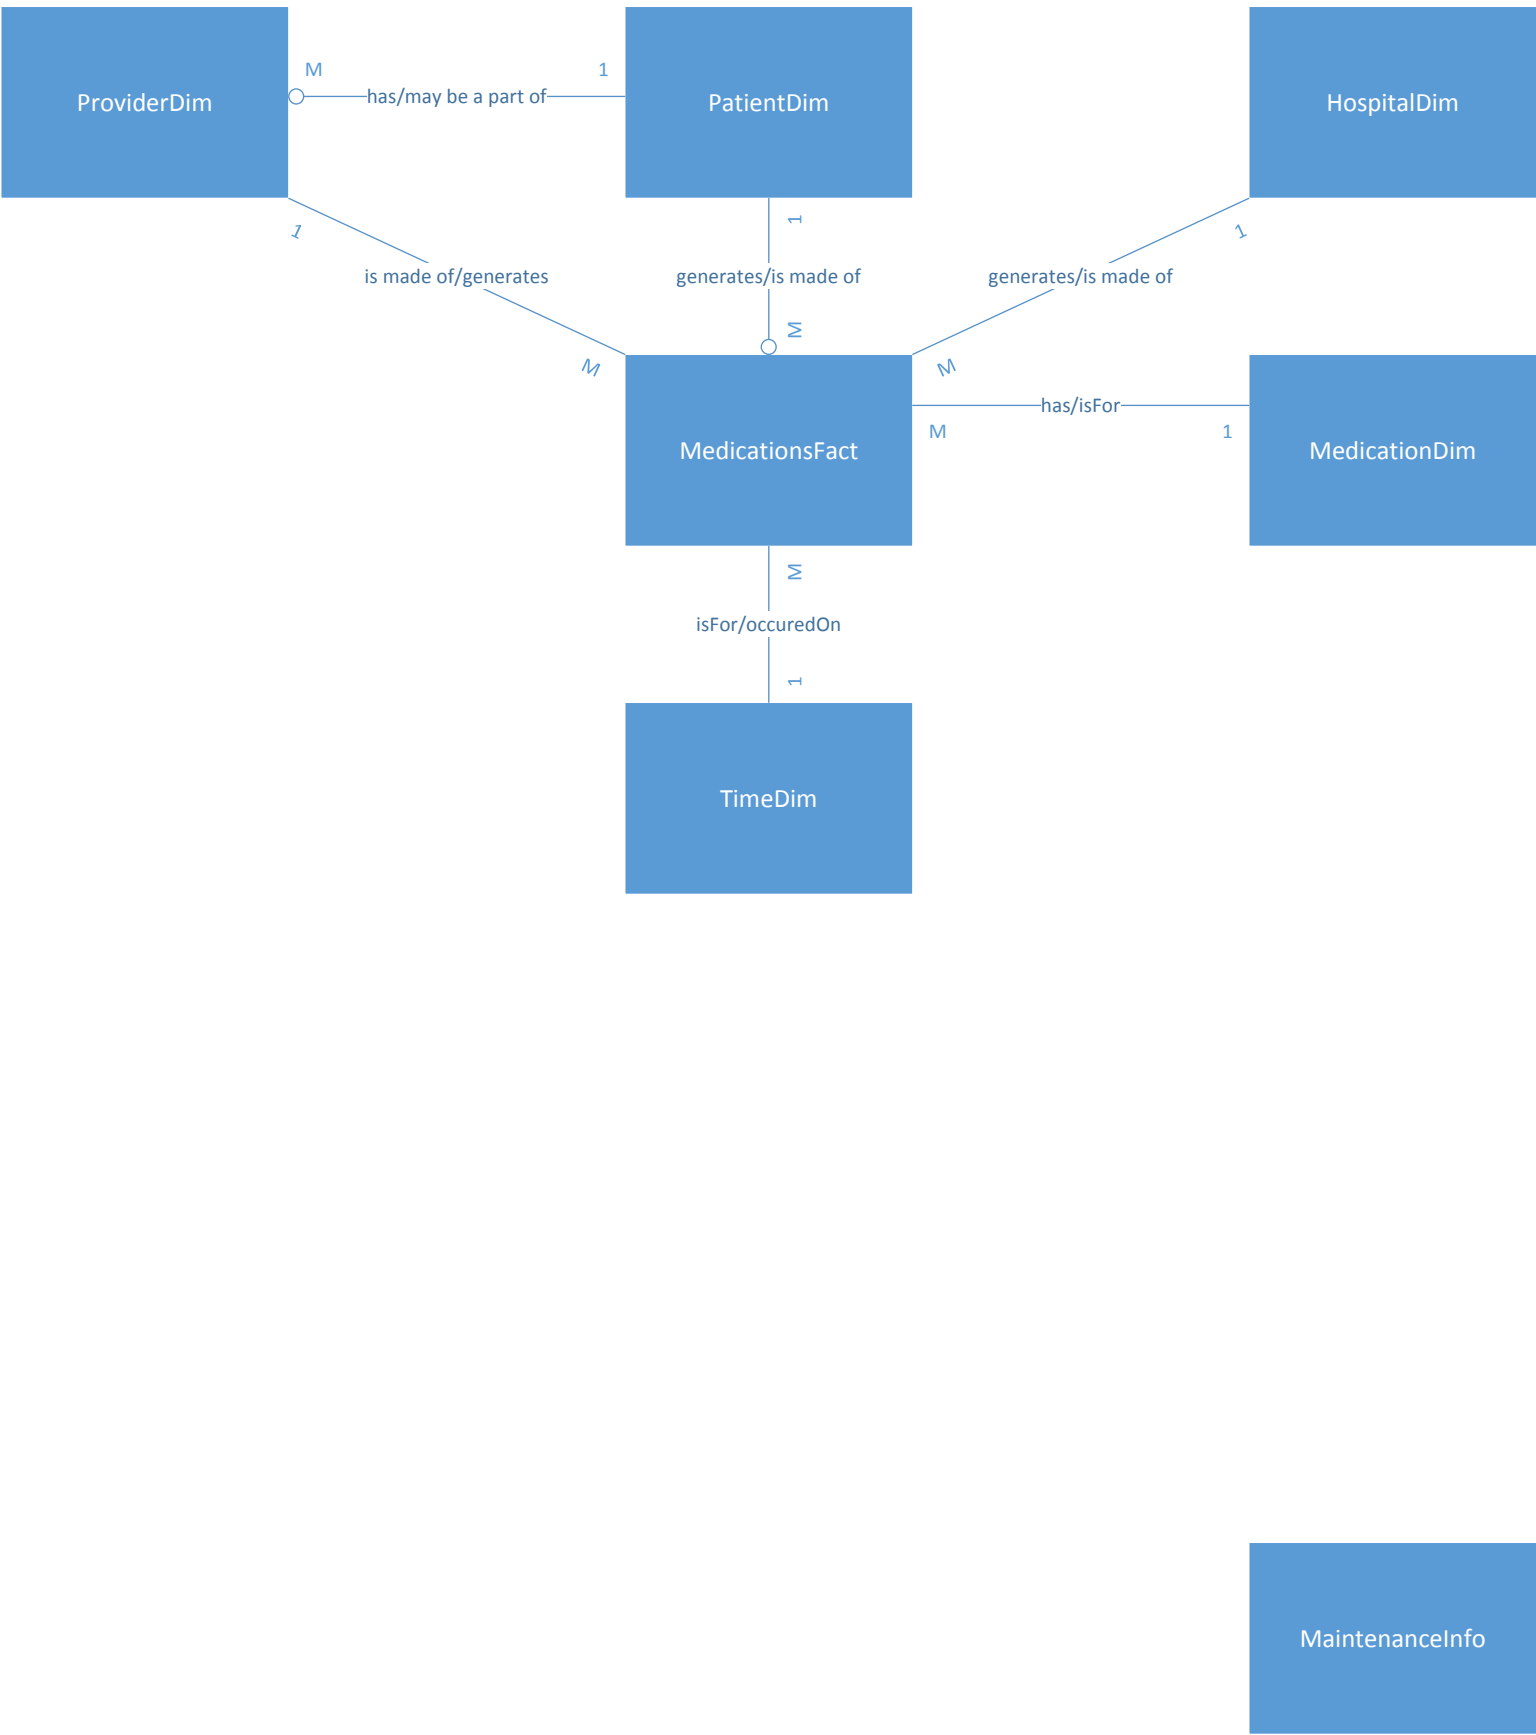 M
1
ProviderDim
has/may be a part of
PatientDim
HospitalDim
1
1
1
is made of/generates
generates/is made of
generates/is made of
M
M
M
has/isFor
M
1
MedicationsFact
MedicationDim
M
isFor/occuredOn
1
TimeDim
MaintenanceInfo